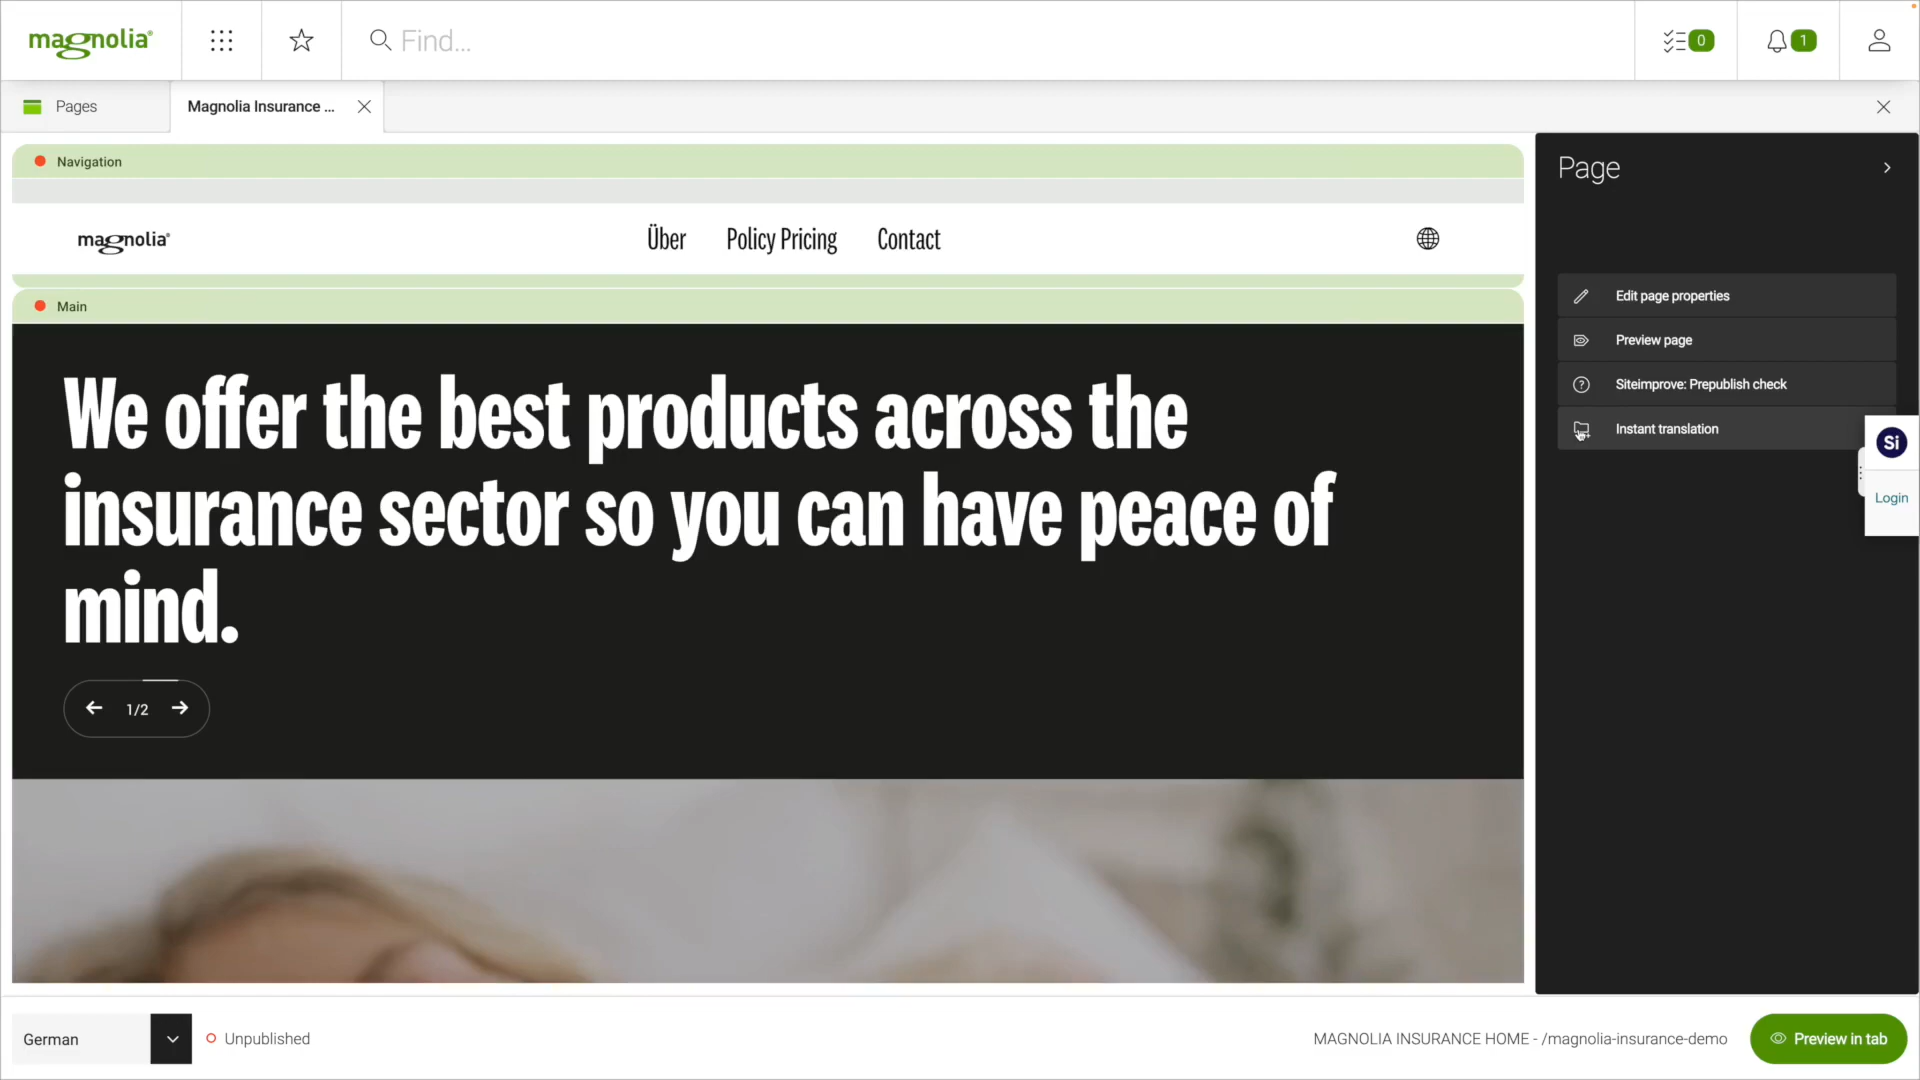 magnolia®
Find...
0
1
Pages
Magnolia Insurance ...
Navigation
magnolia®
Über
Policy Pricing
Contact
Main
We offer the best products across the
insurance sector so you can have peace of
mind.
1/2
Page
Edit page properties
Preview page
Siteimprove: Prepublish check
Instant translation
Si
Login
German
Unpublished
MAGNOLIA INSURANCE HOME - /magnolia-insurance-demo
Preview in tab